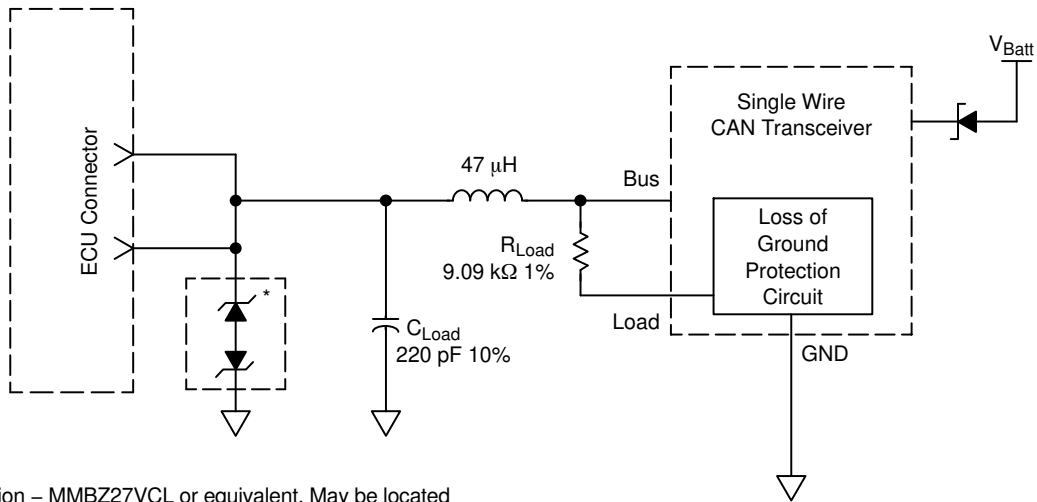 V_Batt
Single Wire
CAN Transceiver
ECU Connector
47 μH
Bus
Loss of
Ground
Protection
Circuit
R_Load
9.09 kΩ 1%
*
Load
C_Load
220 pF 10%
GND
ion – MMBZ27VCL or equivalent. May be located